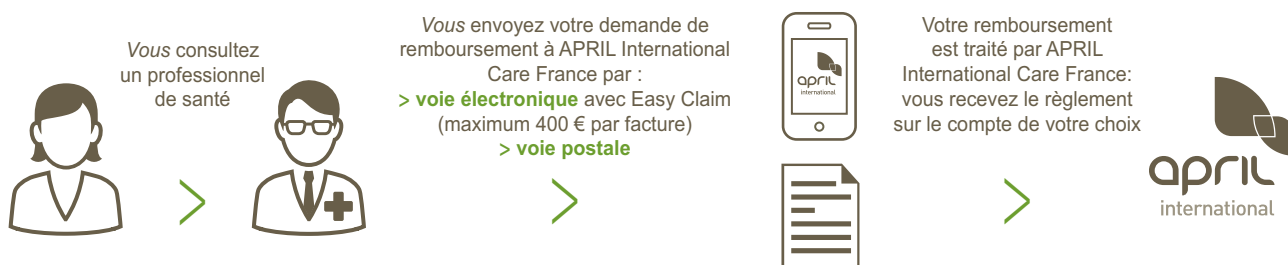 Vous consultez
un professionnel
de santé
Vous envoyez votre demande de
remboursement à APRIL International
Care France par :
> voie électronique avec Easy Claim
(maximum 400 € par facture)
> voie postale
april
international
Votre remboursement
est traité par APRIL
International Care France:
vous recevez le règlement
sur le compte de votre choix
april
international